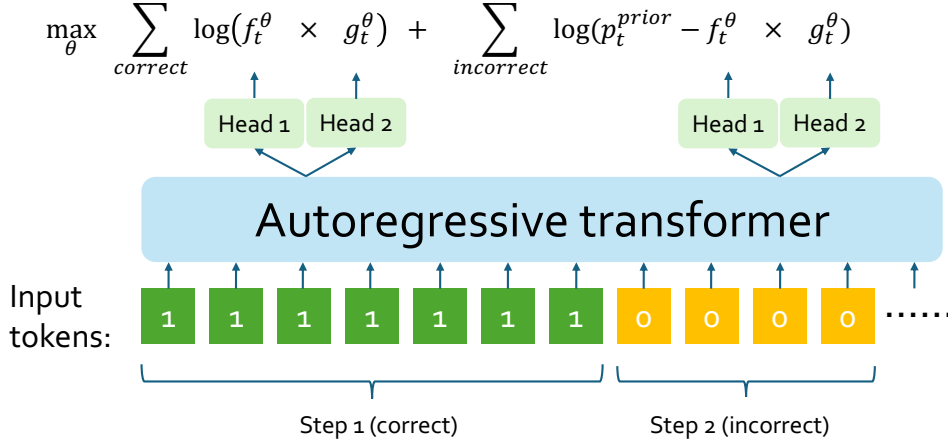 max θ ∑ correct log(f_t^θ × g_t^θ) + ∑ incorrect log(p_t^prior − f_t^θ × g_t^θ)
Head 1 Head 2 Head 1 Head 2
Autoregressive transformer
Input tokens:
1 1 1 1 1 1 1 0 0 0 0 ......
Step 1 (correct) Step 2 (incorrect)